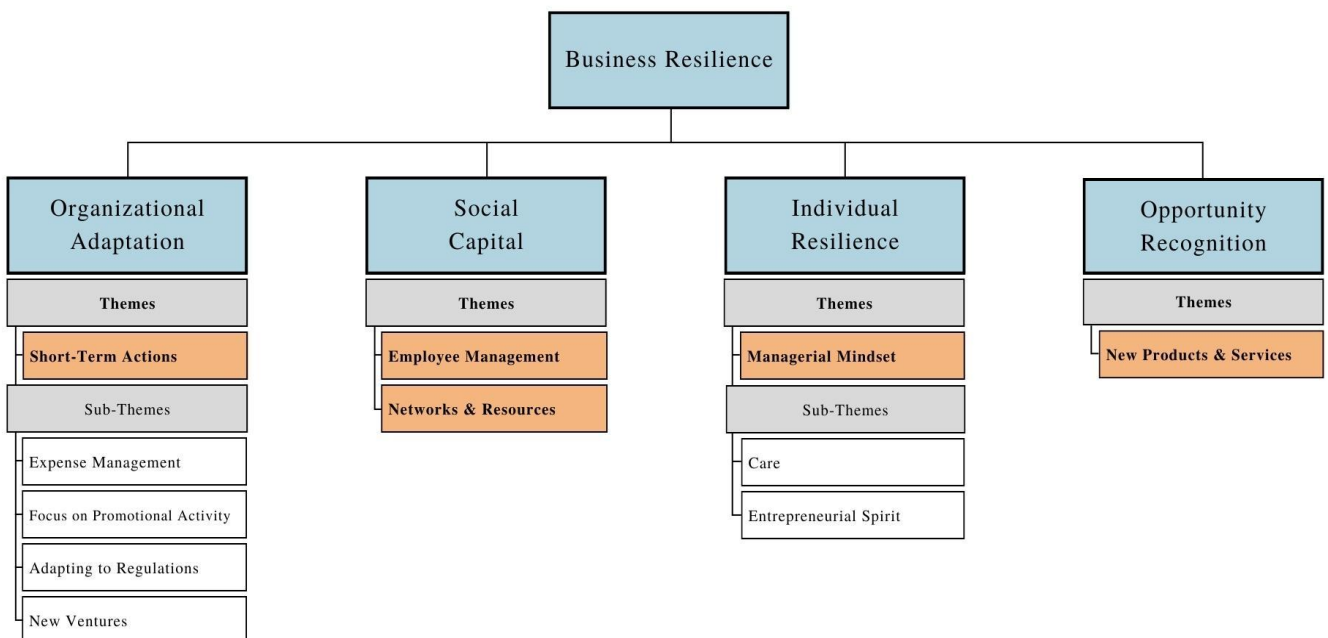 Business Resilience
Organizational
Adaptation
Themes
Short-Term Actions
Sub-Themes
Expense Management
Focus on Promotional Activity
Adapting to Regulations
New Ventures
Social
Capital
Themes
Employee Management
Networks & Resources
Individual
Resilience
Themes
Managerial Mindset
Sub-Themes
Care
Entrepreneurial Spirit
Opportunity
Recognition
Themes
New Products & Services